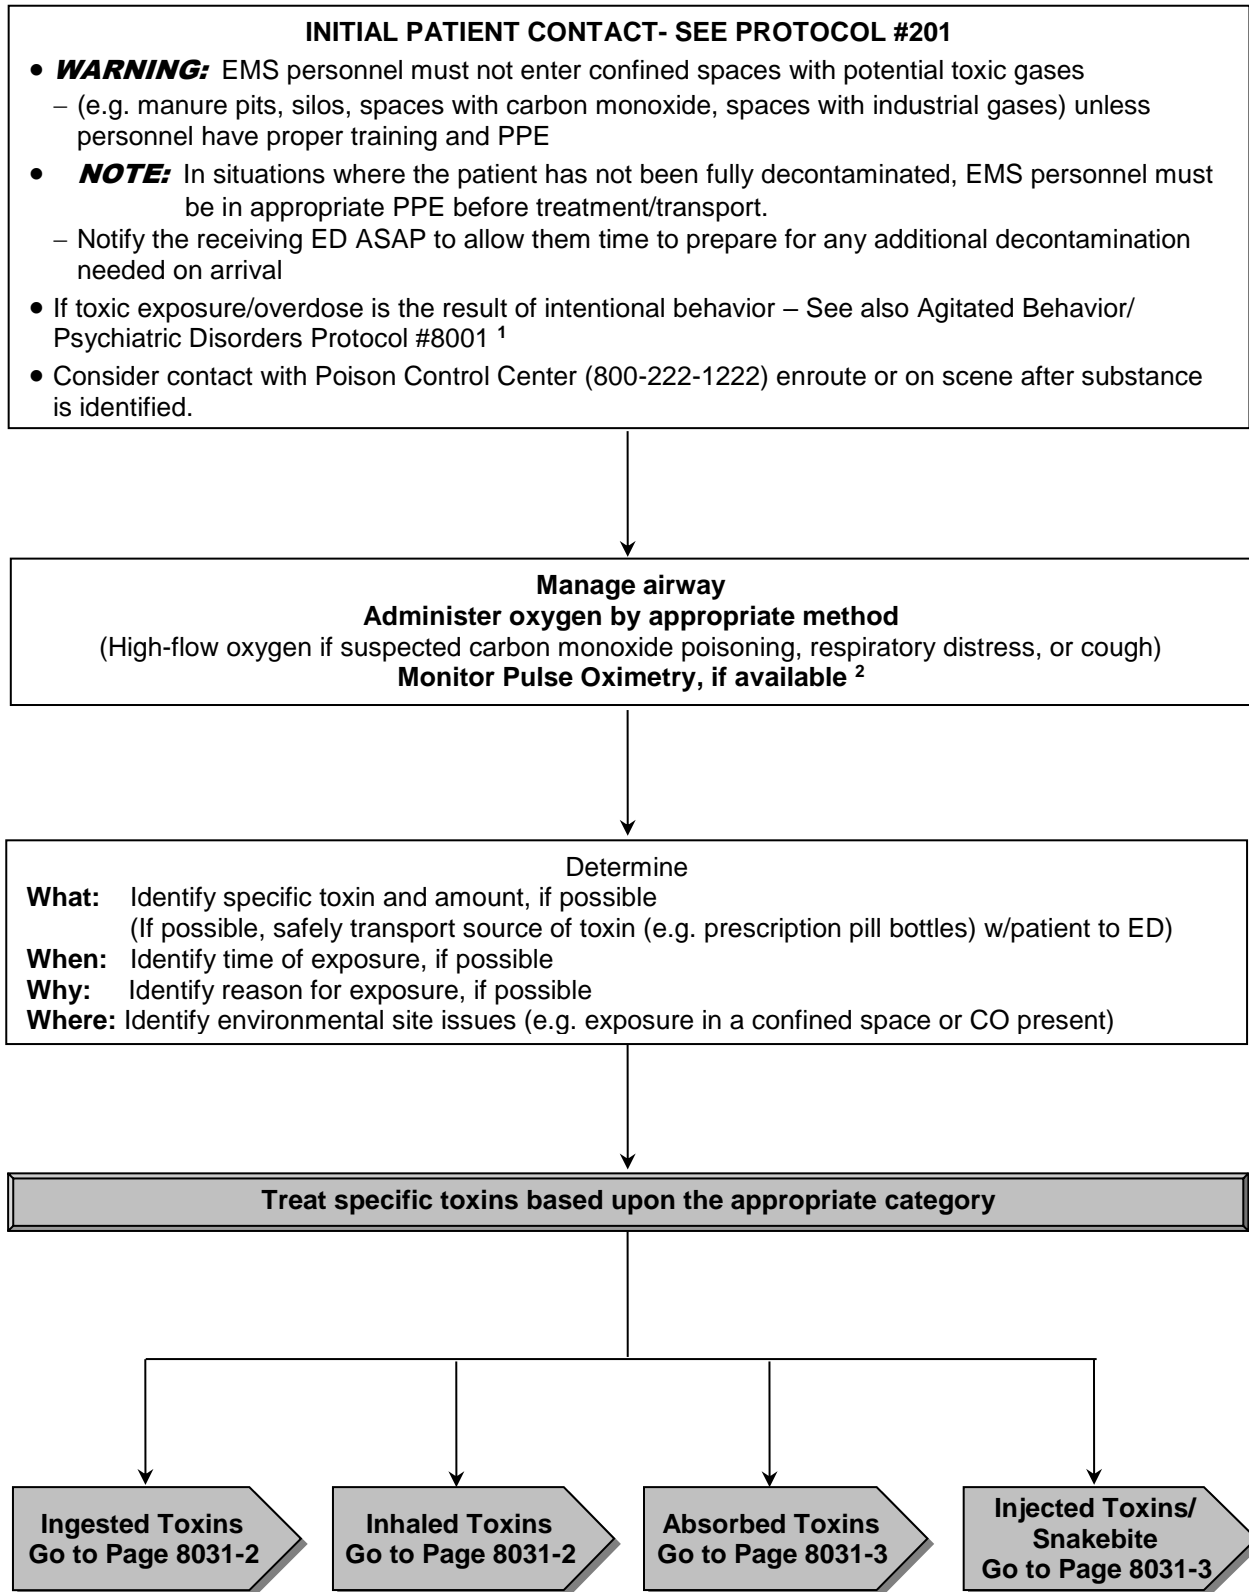 INITIAL PATIENT CONTACT- SEE PROTOCOL #201
• WARNING: EMS personnel must not enter confined spaces with potential toxic gases
– (e.g. manure pits, silos, spaces with carbon monoxide, spaces with industrial gases) unless
personnel have proper training and PPE
• NOTE: In situations where the patient has not been fully decontaminated, EMS personnel must
be in appropriate PPE before treatment/transport.
– Notify the receiving ED ASAP to allow them time to prepare for any additional decontamination
needed on arrival
• If toxic exposure/overdose is the result of intentional behavior – See also Agitated Behavior/
Psychiatric Disorders Protocol #8001 1
• Consider contact with Poison Control Center (800-222-1222) enroute or on scene after substance
is identified.
Manage airway
Administer oxygen by appropriate method
(High-flow oxygen if suspected carbon monoxide poisoning, respiratory distress, or cough)
Monitor Pulse Oximetry, if available 2
Determine
What: Identify specific toxin and amount, if possible
(If possible, safely transport source of toxin (e.g. prescription pill bottles) w/patient to ED)
When: Identify time of exposure, if possible
Why: Identify reason for exposure, if possible
Where: Identify environmental site issues (e.g. exposure in a confined space or CO present)
Treat specific toxins based upon the appropriate category
Ingested Toxins
Go to Page 8031-2
Inhaled Toxins
Go to Page 8031-2
Absorbed Toxins
Go to Page 8031-3
Injected Toxins/
Snakebite
Go to Page 8031-3